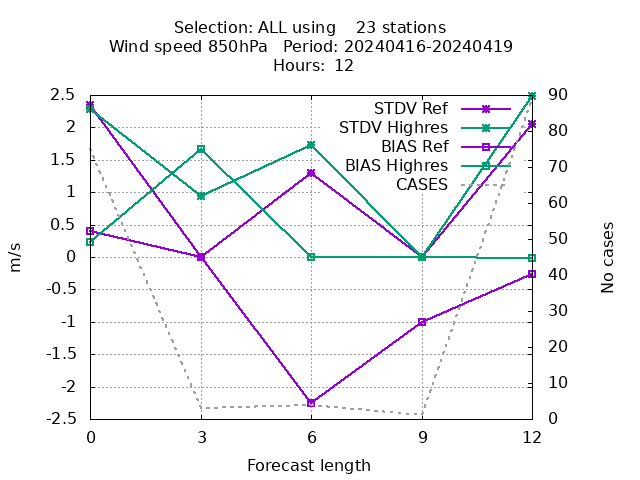 Selection: ALL using    23 stations
Wind speed 850hPa   Period: 20240416-20240419
Hours: 12
STDV Ref
STDV Highres
BIAS Ref
BIAS Highres
CASES
2.5
2
1.5
1
0.5
0
-0.5
-1
-1.5
-2
-2.5
90
80
70
60
50
40
30
20
10
0
m/s
No cases
0 3 6 9 12
Forecast length